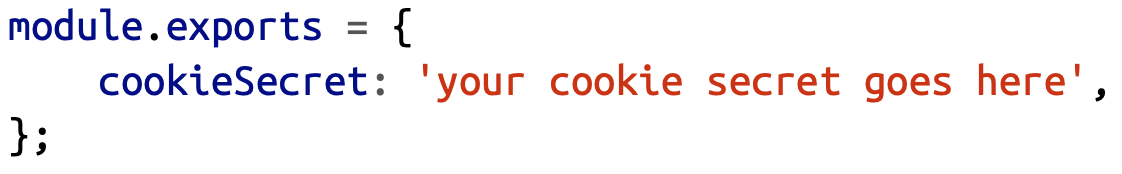 module.exports = {
    cookieSecret: 'your cookie secret goes here',
};